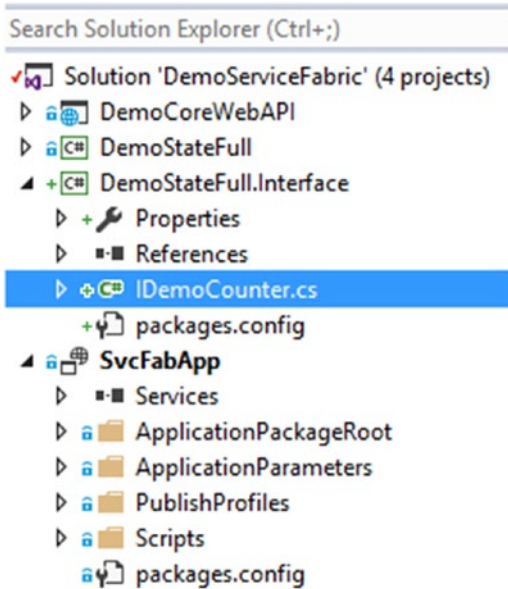 Search Solution Explorer (Ctrl+;)
Solution 'DemoServiceFabric' (4 projects)
DemoCoreWebAPI
C# DemoStateFull
C# DemoStateFull.Interface
Properties
References
C# IDemoCounter.cs
packages.config
SvcFabApp
Services
ApplicationPackageRoot
ApplicationParameters
PublishProfiles
Scripts
packages.config